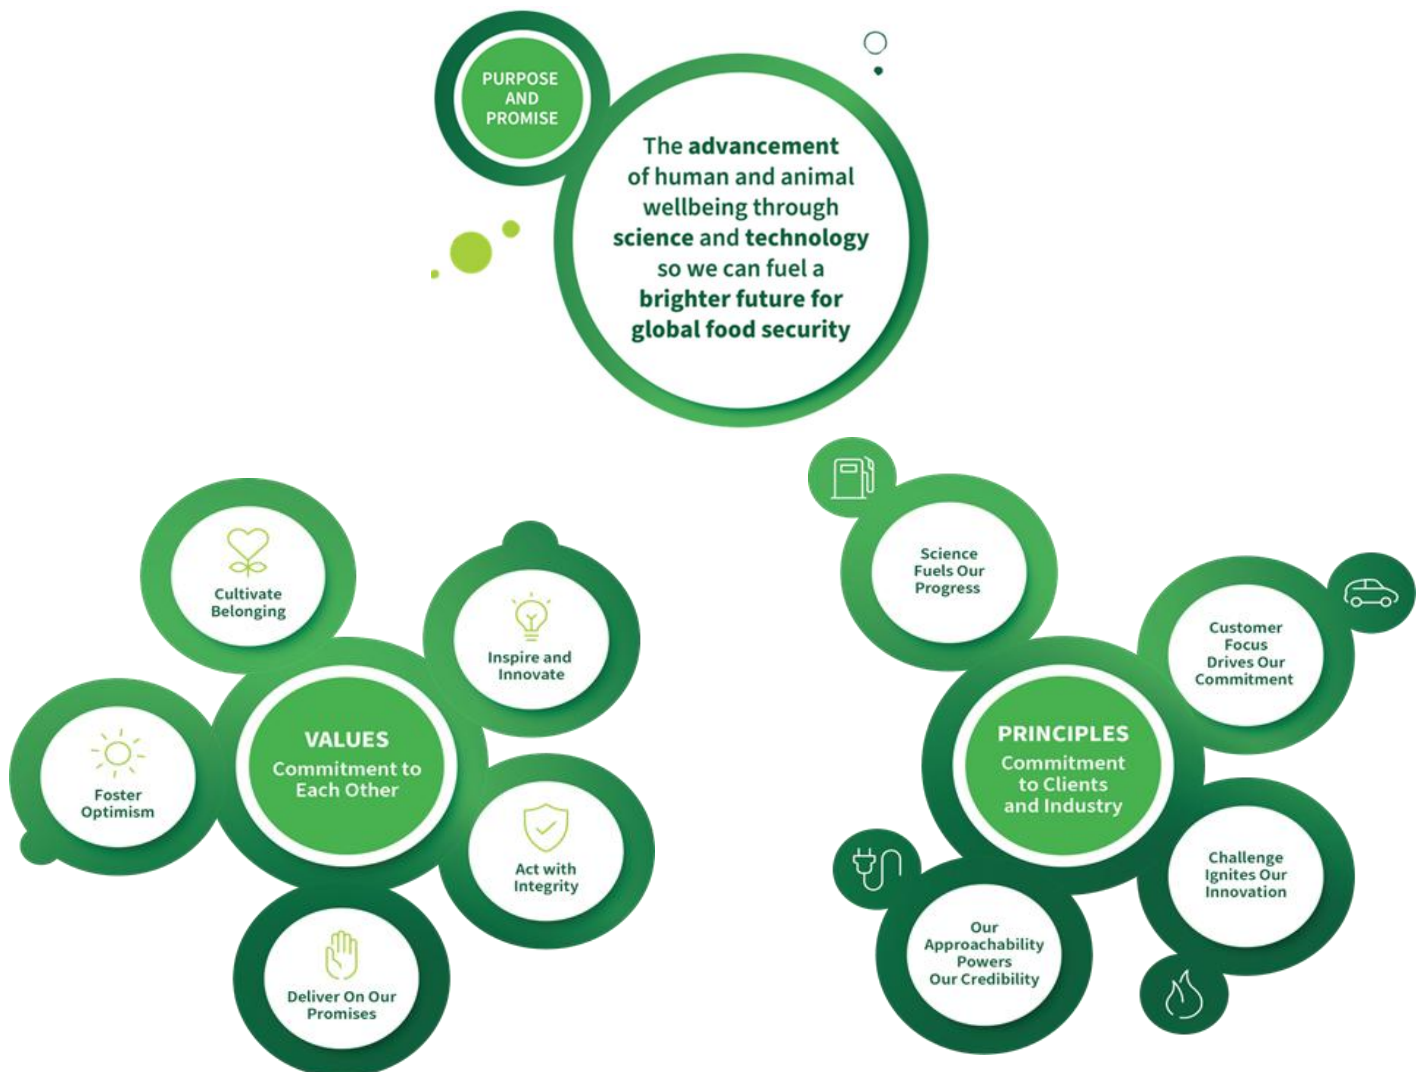 PURPOSE
AND
PROMISE
The advancement
of human and animal
wellbeing through
science and technology
so we can fuel a
brighter future for
global food security
Cultivate
Belonging
Inspire and
Innovate
Foster
Optimism
VALUES
Commitment to
Each Other
Act with
Integrity
Deliver On Our
Promises
Science
Fuels Our
Progress
Customer
Focus
Drives Our
Commitment
PRINCIPLES
Commitment
to Clients
and Industry
Challenge
Ignites Our
Innovation
Our
Approachability
Powers
Our Credibility